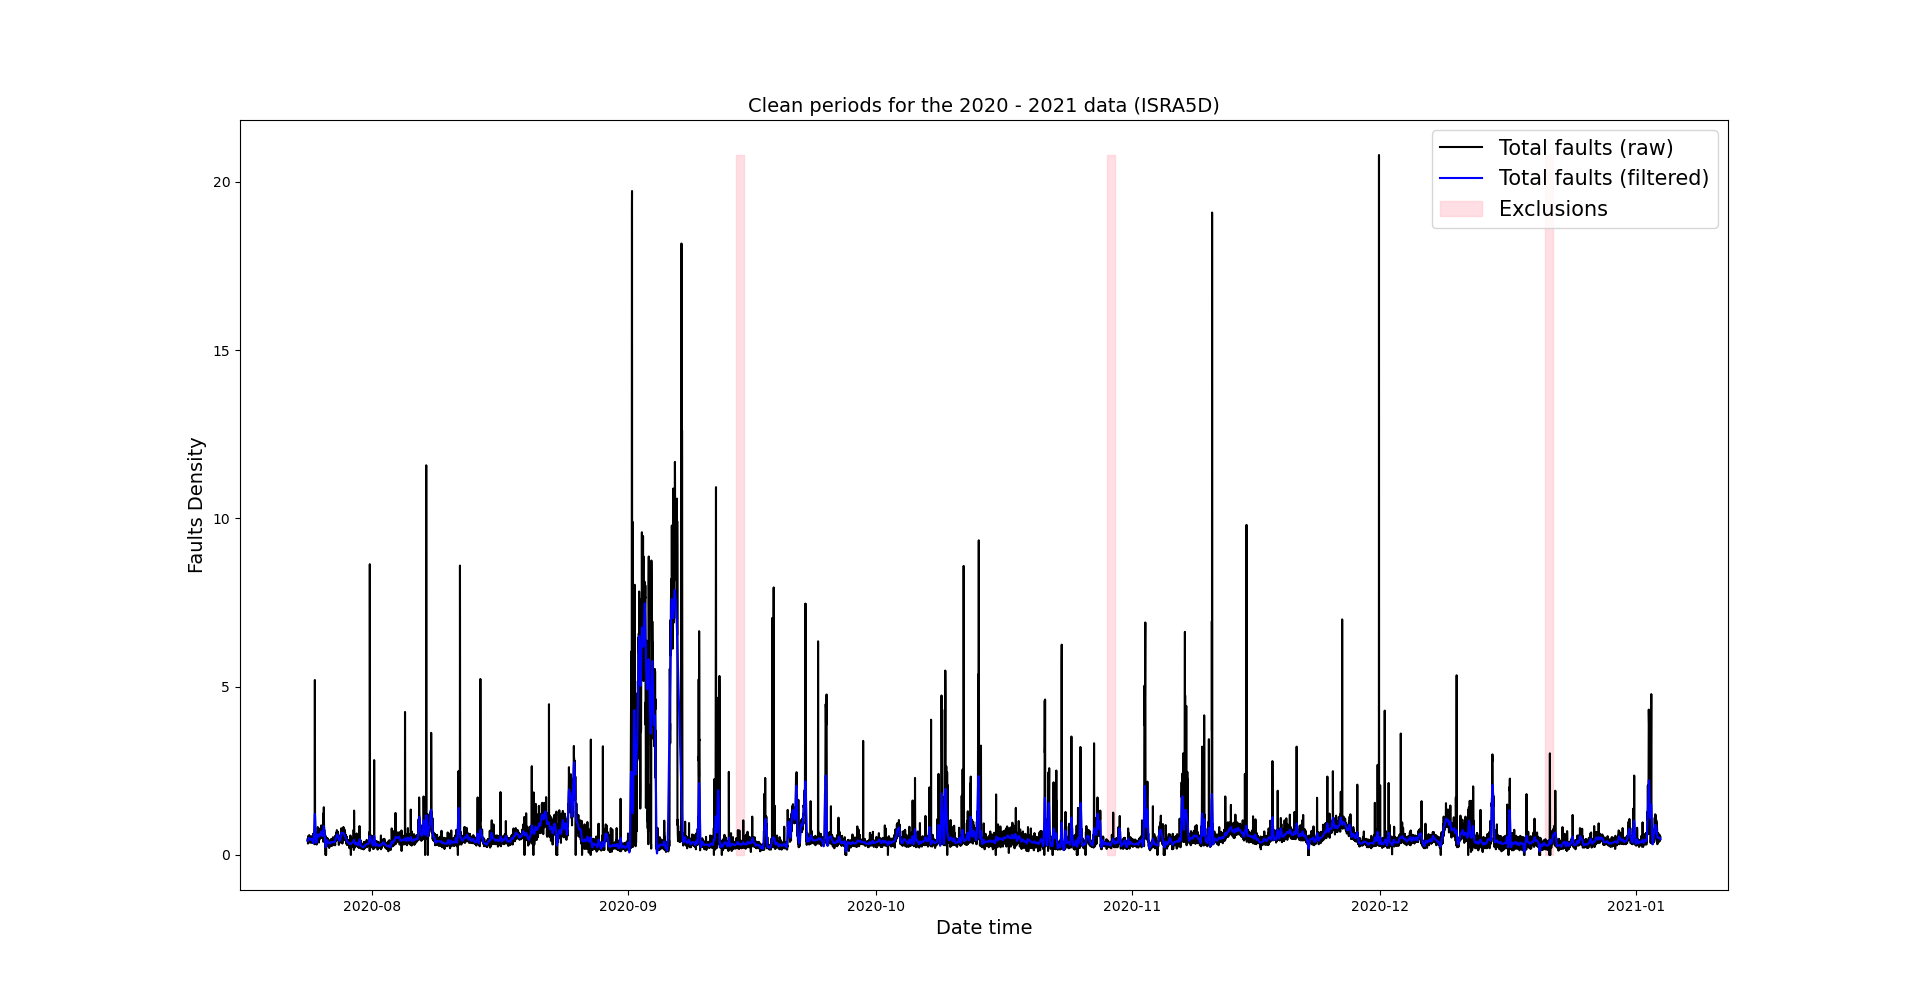 Clean periods for the 2020 - 2021 data (ISRA5D)
Total faults (raw)
Total faults (filtered)
Exclusions
Faults Density
20
15
10
5
0
2020-08 2020-09 2020-10 2020-11 2020-12 2021-01
Date time